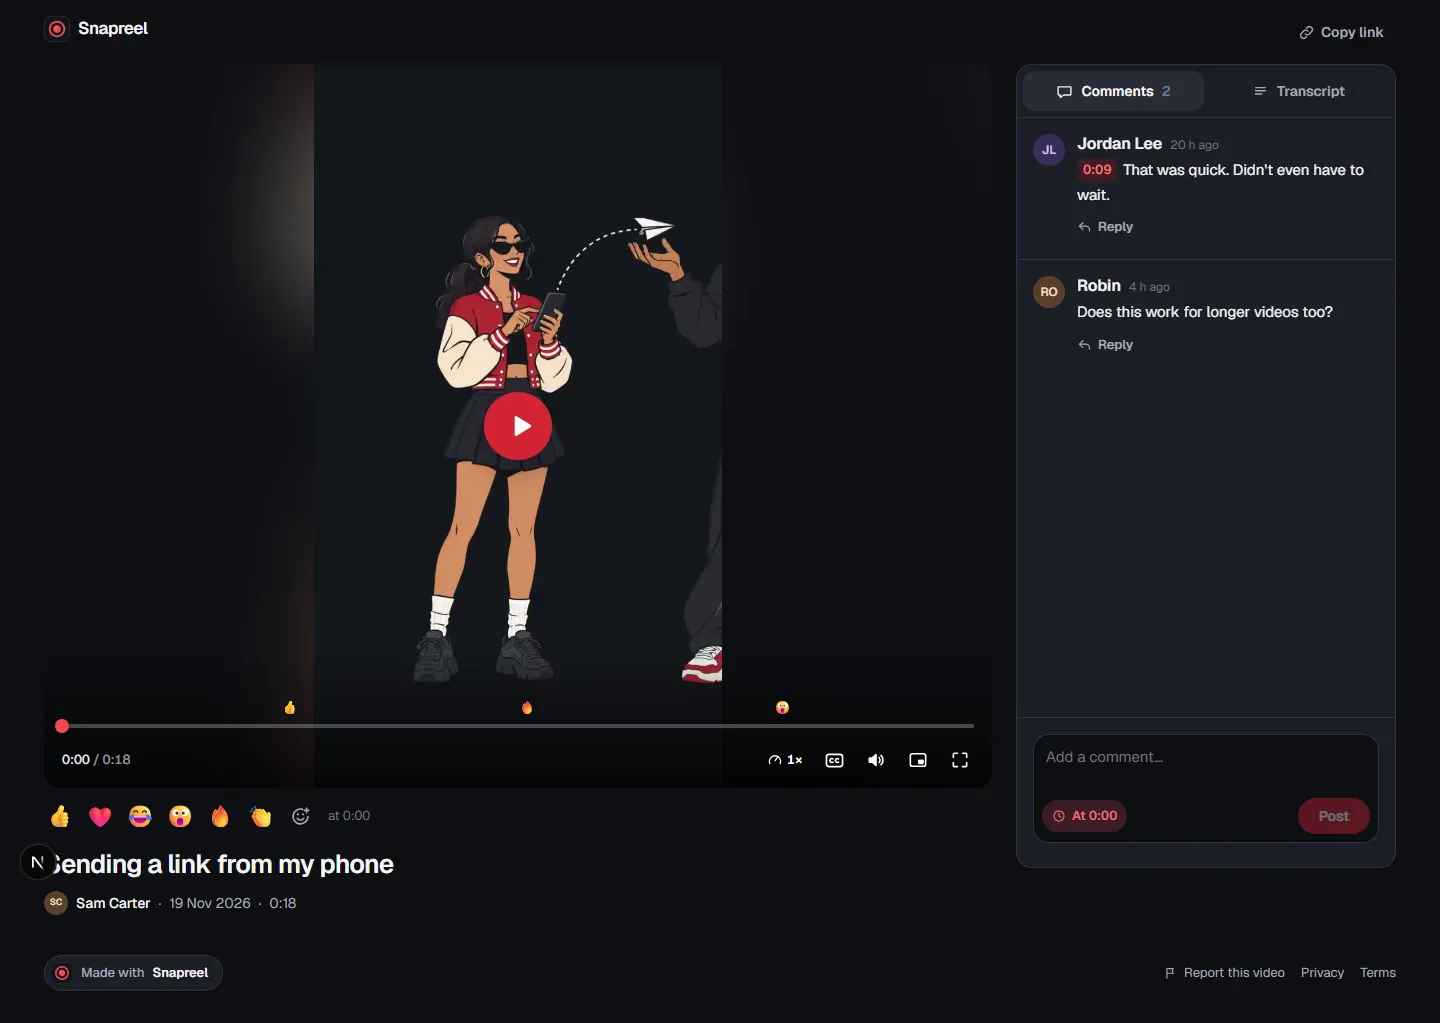 Snapreel
Copy link
Comments 2
Transcript
JL
Jordan Lee 20 h ago
0:09 That was quick. Didn't even have to
wait.
Reply
RO
Robin 4 h ago
Does this work for longer videos too?
Reply
0:00 / 0:18
1×
CC
at 0:00
Add a comment...
At 0:00
Post
N
Sending a link from my phone
SC
Sam Carter · 19 Nov 2026 · 0:18
Made with Snapreel
Report this video
Privacy
Terms